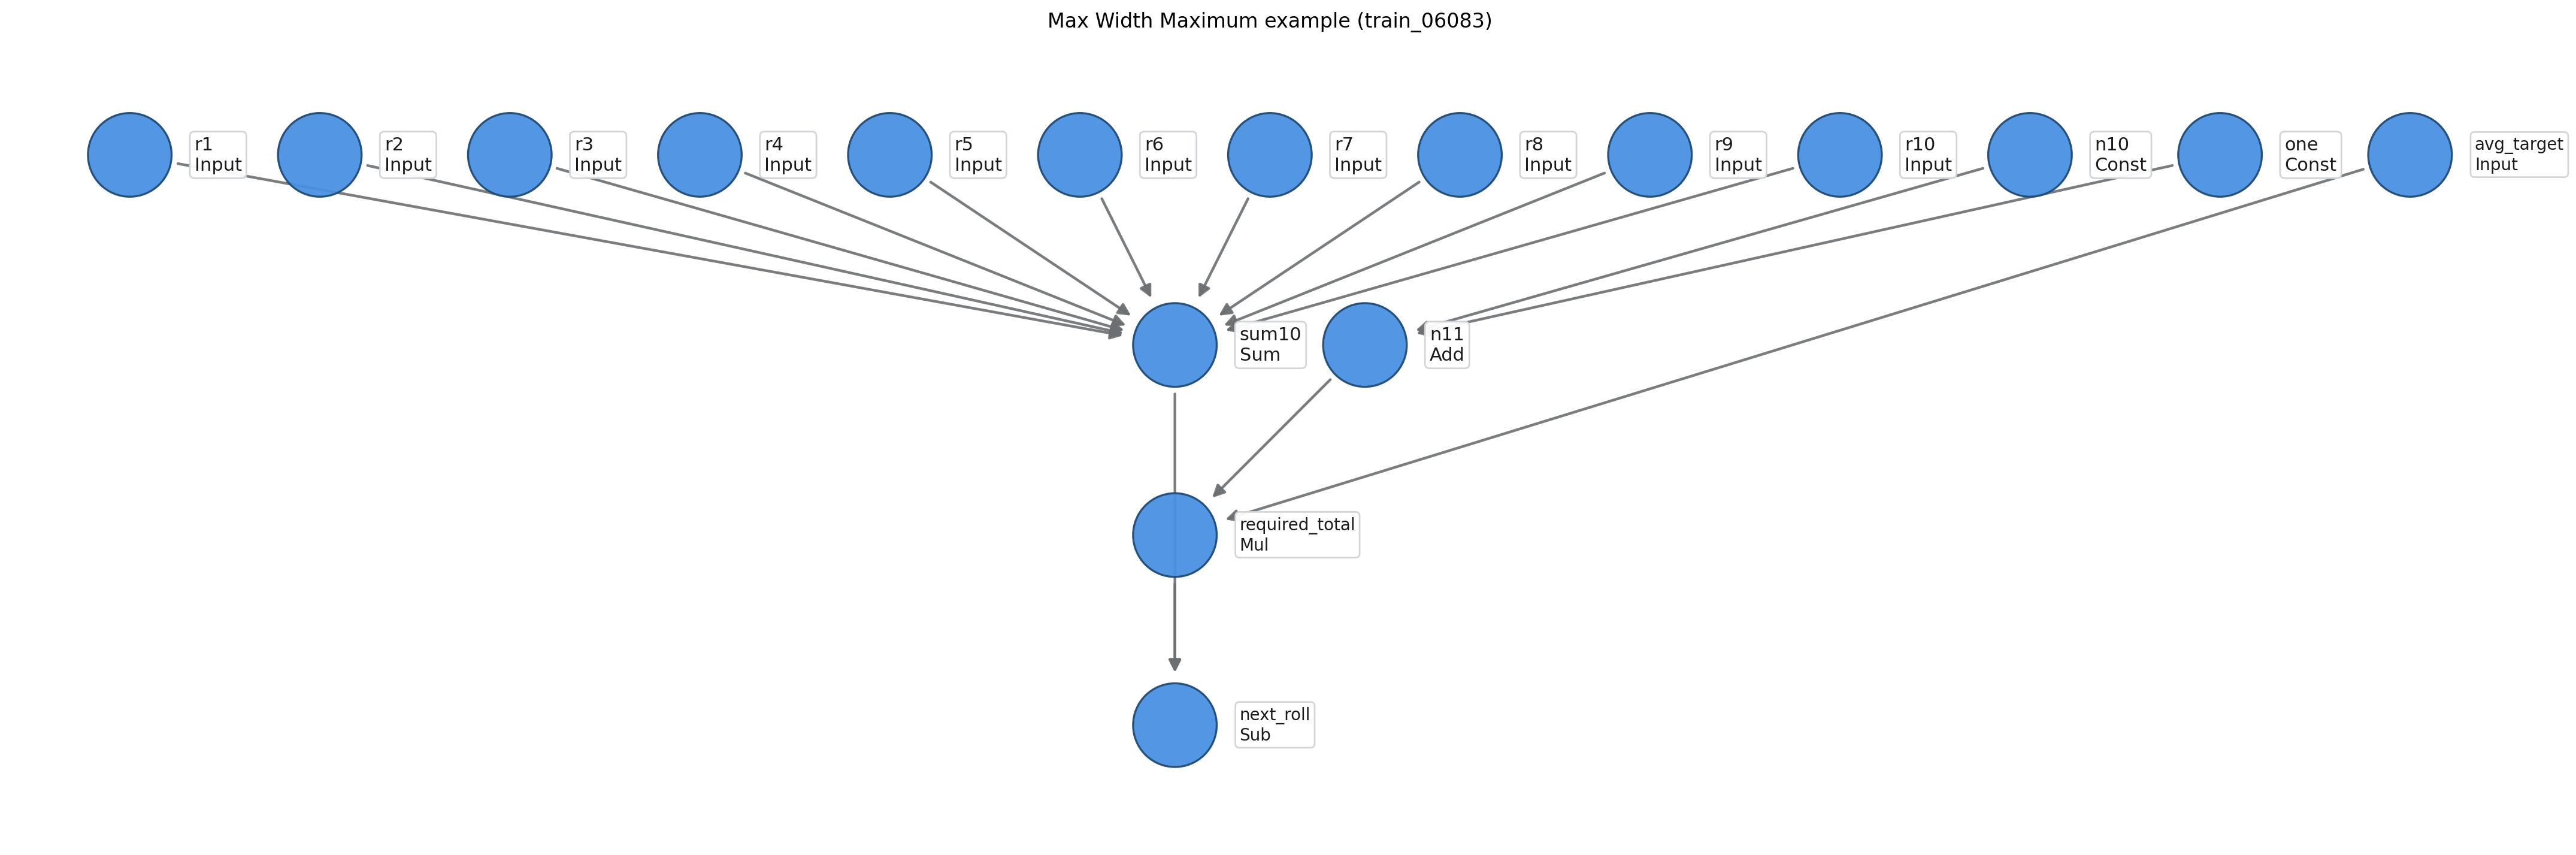 Max Width Maximum example (train_06083)
r1
Input
r2
Input
r3
Input
r4
Input
r5
Input
r6
Input
r7
Input
r8
Input
r9
Input
r10
Input
n10
Const
one
Const
avg_target
Input
sum10
Sum
n11
Add
required_total
Mul
next_roll
Sub